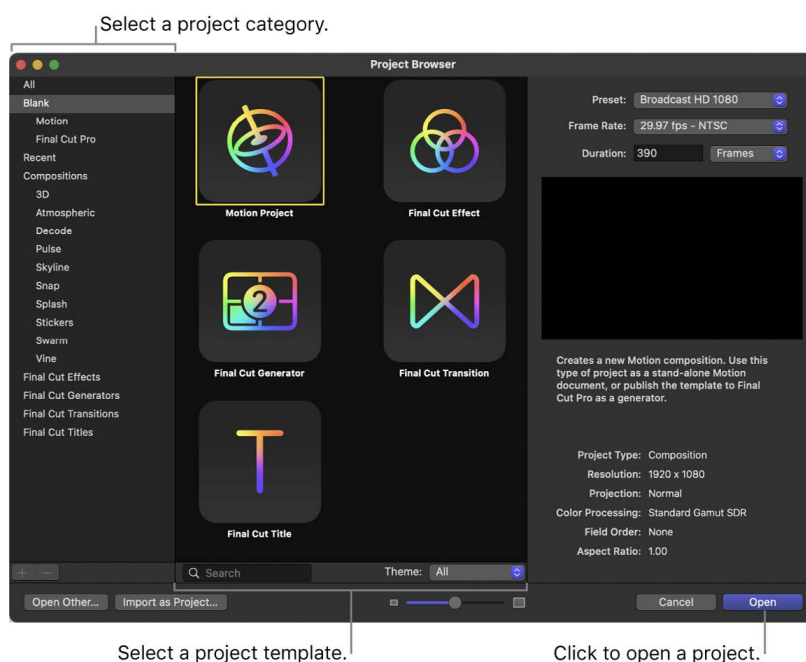 Select a project category.
Project Browser
All
Blank
Motion
Final Cut Pro
Recent
Compositions
3D
Atmospheric
Decode
Pulse
Skyline
Snap
Splash
Stickers
Swarm
Vine
Final Cut Effects
Final Cut Generators
Final Cut Transitions
Final Cut Titles
Motion Project
Final Cut Effect
2
Final Cut Generator
Final Cut Transition
T
Final Cut Title
Preset: Broadcast HD 1080
Frame Rate: 29.97 fps - NTSC
Duration: 390 Frames
Creates a new Motion composition. Use this
type of project as a stand-alone Motion
document, or publish the template to Final
Cut Pro as a generator.
Project Type: Composition
Resolution: 1920 x 1080
Projection: Normal
Color Processing: Standard Gamut SDR
Field Order: None
Aspect Ratio: 1.00
+ −
Search
Theme: All
Open Other... Import as Project...
Cancel Open
Select a project template.
Click to open a project.